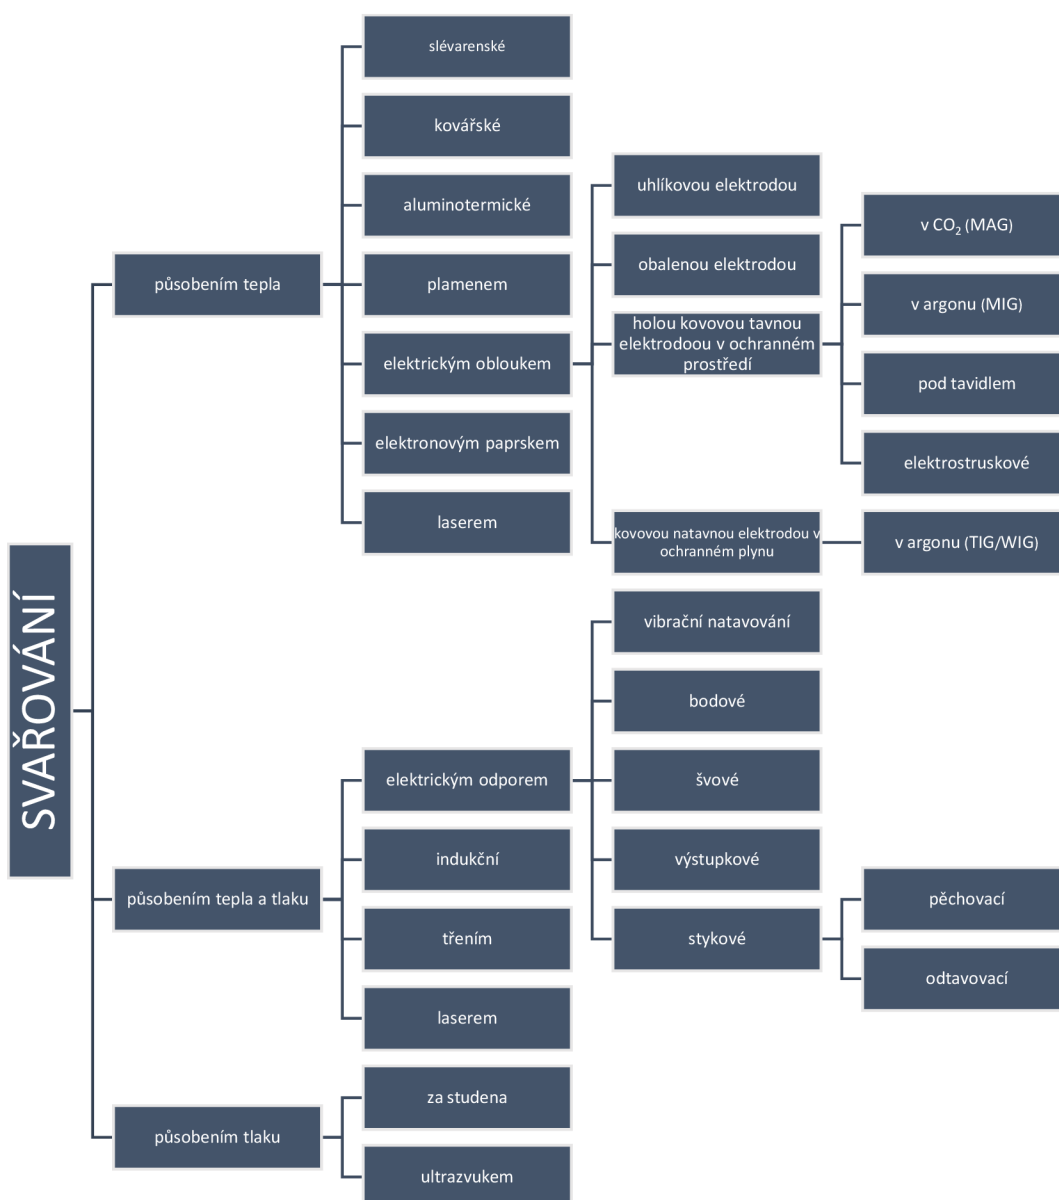 SVAŘOVÁNÍ
působením tepla
slévarenské
kovářské
aluminotermické
plamenem
elektrickým obloukem
uhlíkovou elektrodou
obalenou elektrodou
holou kovovou tavnou
elektrodoou v ochranném
prostředí
v CO₂ (MAG)
v argonu (MIG)
pod tavidlem
elektrostruskové
kovovou natavnou elektrodou v
ochranném plynu
v argonu (TIG/WIG)
elektronovým paprskem
laserem
působením tepla a tlaku
elektrickým odporem
vibrační natavování
bodové
švové
výstupkové
stykové
pěchovací
odtavovací
indukční
třením
laserem
působením tlaku
za studena
ultrazvukem